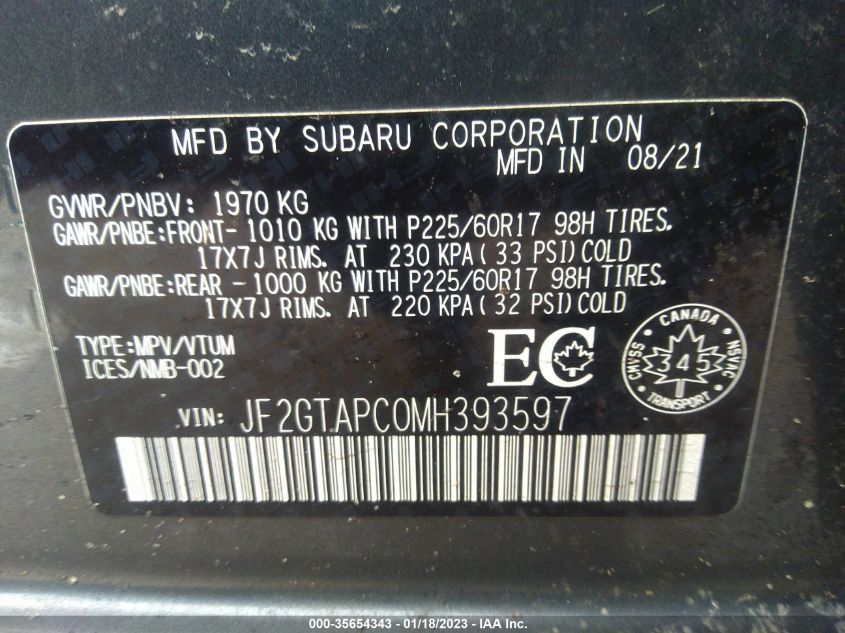 MFD BY SUBARU CORPORATION
MFD IN 08/21
GVWR/PNBV: 1970 KG
GAWR/PNBE:FRONT- 1010 KG WITH P225/60R17 98H TIRES.
17X7J RIMS. AT 230 KPA( 33 PSI)COLD
GAWR/PNBE:REAR - 1000 KG WITH P225/60R17 98H TIRES.
17X7J RIMS. AT 220 KPA( 32 PSI)COLD
TYPE:MPV/VTUM
ICES/NMB-002
EC
CANADA
CMVSS
345
NSVAC
TRANSPORT
VIN: JF2GTAPC0MH393597
000-35654343 — 01/18/2023 — IAA Inc.